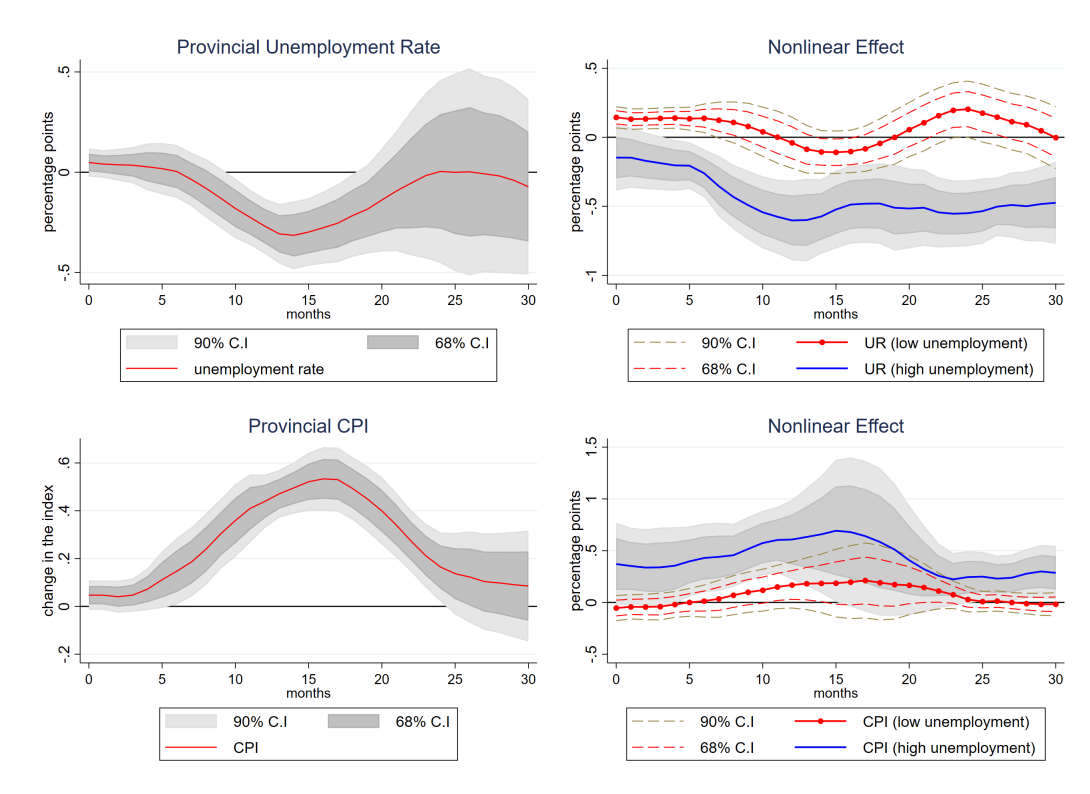 Provincial Unemployment Rate
percentage points
.5
0
-.5
0 5 10 15 20 25 30
months
90% C.I 68% C.I
unemployment rate
Nonlinear Effect
percentage points
.5
0
-.5
-1
0 5 10 15 20 25 30
months
90% C.I UR (low unemployment)
68% C.I UR (high unemployment)
Provincial CPI
change in the index
.6
.4
.2
0
-.2
0 5 10 15 20 25 30
months
90% C.I 68% C.I
CPI
Nonlinear Effect
percentage points
1.5
1
.5
0
-.5
0 5 10 15 20 25 30
months
90% C.I CPI (low unemployment)
68% C.I CPI (high unemployment)